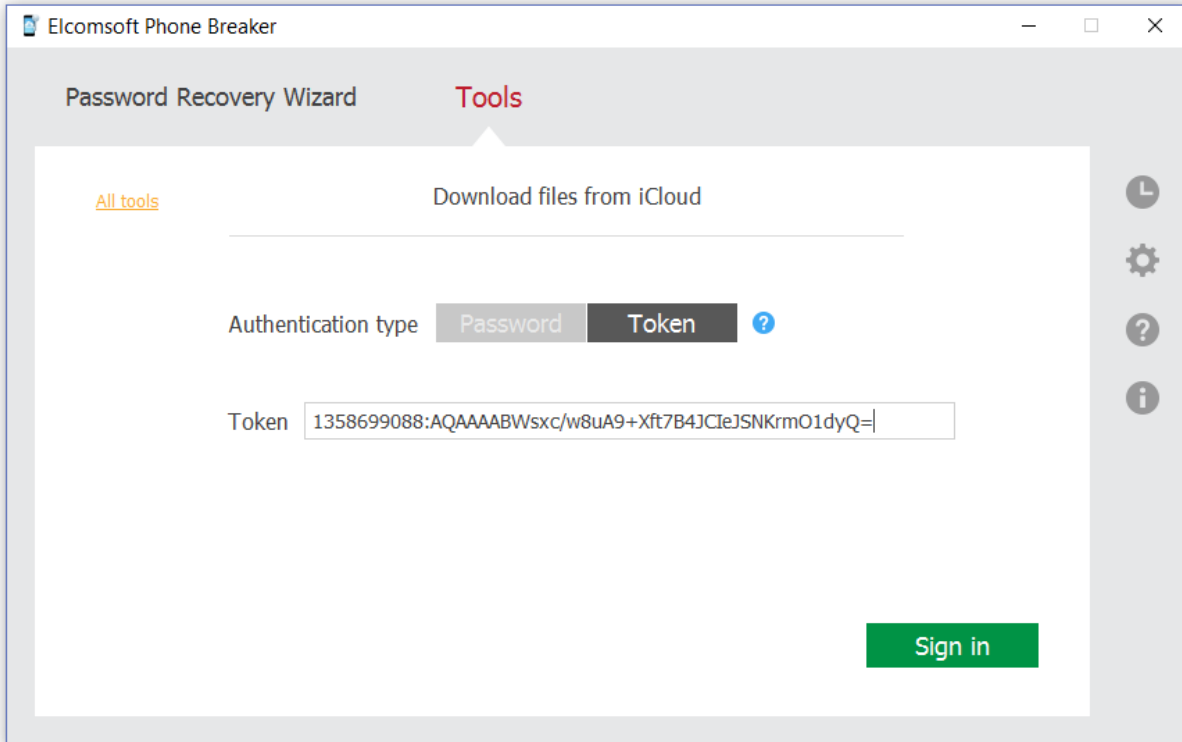 Elcomsoft Phone Breaker
Password Recovery Wizard Tools
All tools
Download files from iCloud
Authentication type Password Token ?
Token 1358699088:AQAAAABWsxc/w8uA9+Xft7B4JCIeJSNKrmO1dyQ=
Sign in